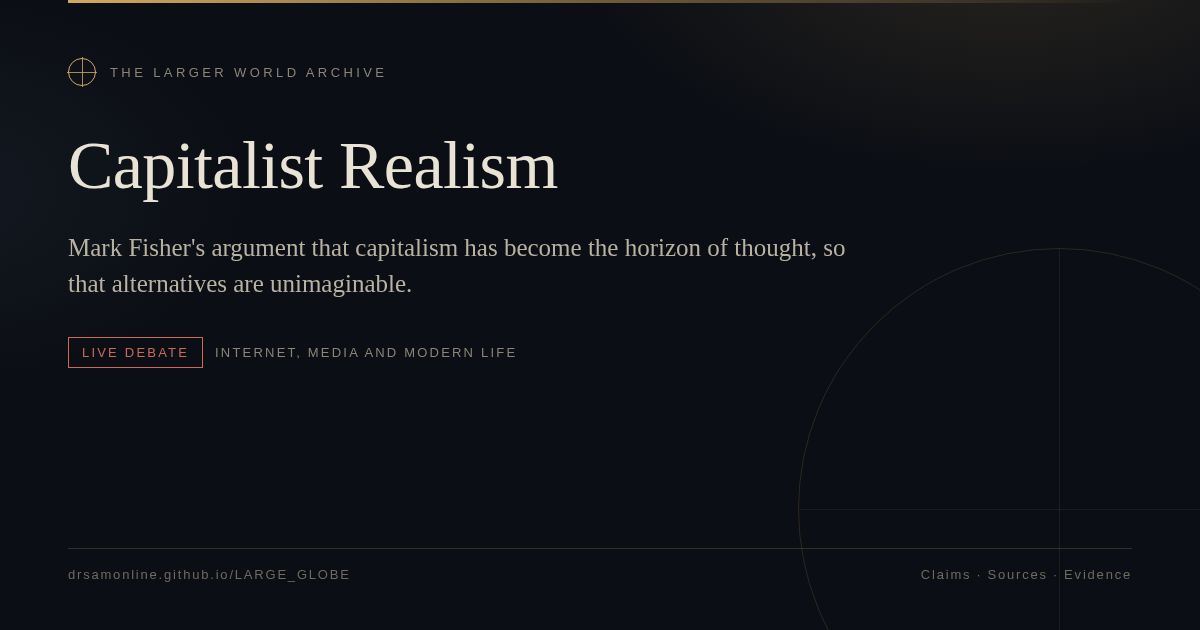 THE LARGER WORLD ARCHIVE
Capitalist Realism
Mark Fisher's argument that capitalism has become the horizon of thought, so
that alternatives are unimaginable.
LIVE DEBATE INTERNET, MEDIA AND MODERN LIFE
drsamonline.github.io/LARGE_GLOBE Claims · Sources · Evidence